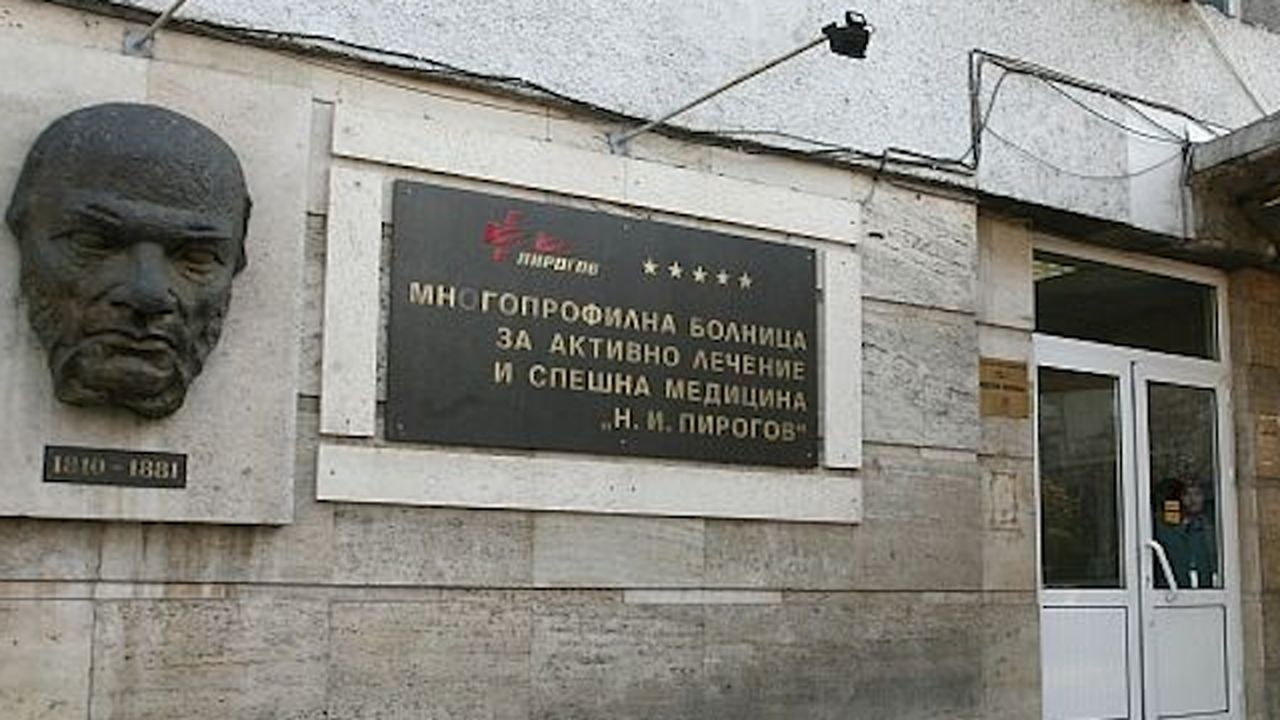 1810 - 1881
ПИРОГОВ
МНОГОПРОФИЛНА БОЛНИЦА
ЗА АКТИВНО ЛЕЧЕНИЕ
И СПЕШНА МЕДИЦИНА
„Н. И. ПИРОГОВ"